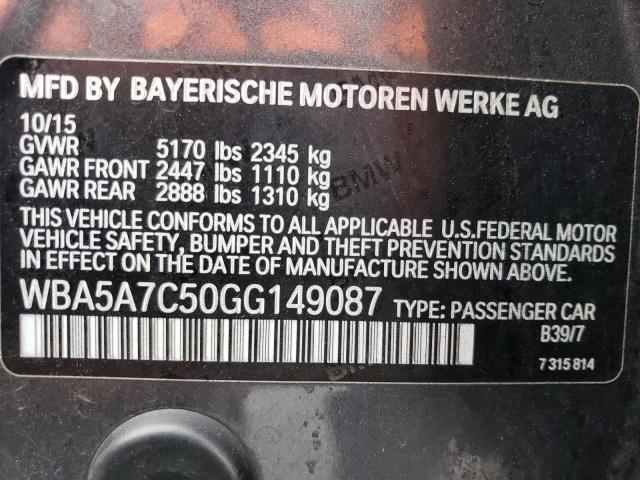 MFD BY BAYERISCHE MOTOREN WERKE AG
10/15
GVWR 5170 lbs 2345 kg
GAWR FRONT 2447 lbs 1110 kg
GAWR REAR 2888 lbs 1310 kg
THIS VEHICLE CONFORMS TO ALL APPLICABLE U.S.FEDERAL MOTOR
VEHICLE SAFETY, BUMPER AND THEFT PREVENTION STANDARDS
IN EFFECT ON THE DATE OF MANUFACTURE SHOWN ABOVE.
WBA5A7C50GG149087 TYPE: PASSENGER CAR
B39/7
7 315 814